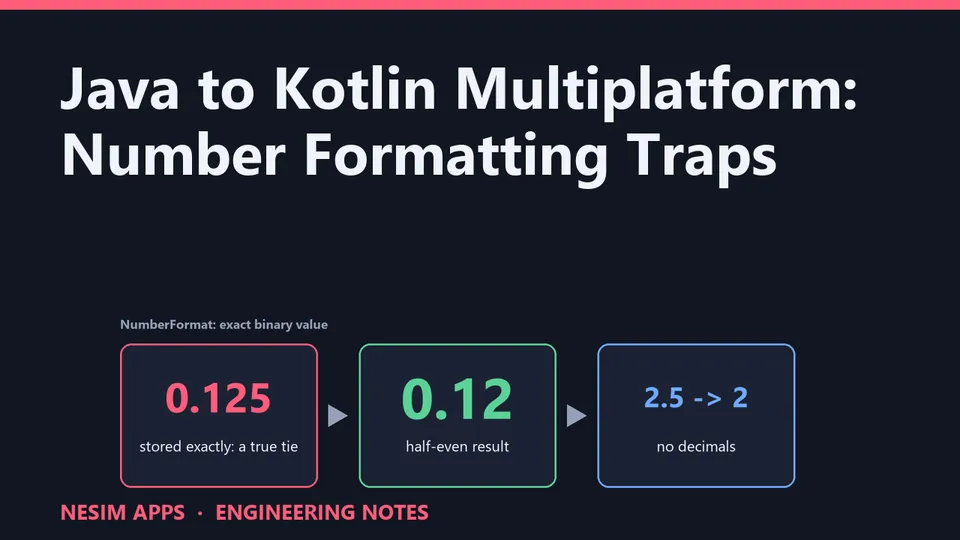 Java to Kotlin Multiplatform:
Number Formatting Traps
NumberFormat: exact binary value
0.125
stored exactly: a true tie
0.12
half-even result
2.5 -> 2
no decimals
NESIM APPS · ENGINEERING NOTES